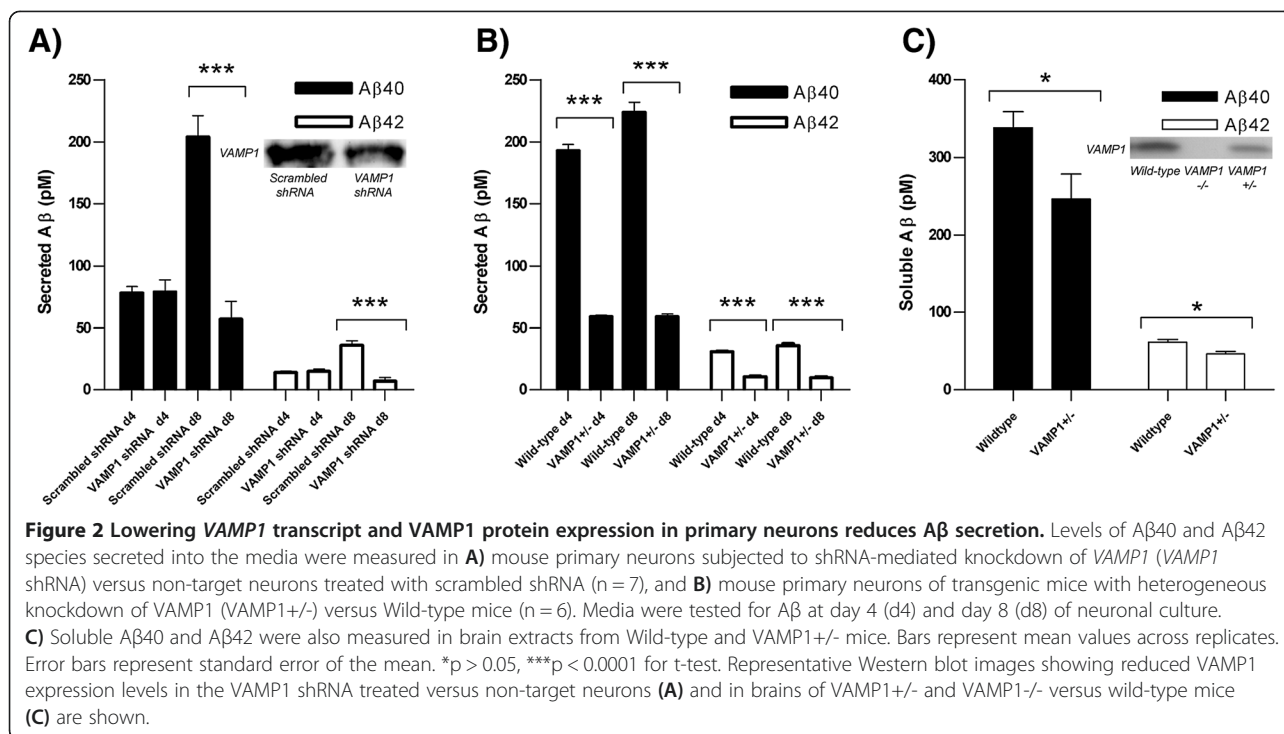 A)
B)
C)
250
200
150
100
50
0
Secreted Aβ (pM)
***
***
Aβ40
Aβ42
VAMP1
Scrambled
shRNA
VAMP1
shRNA
Scrambled shRNA d4
VAMP1 shRNA d4
Scrambled shRNA d8
VAMP1 shRNA d8
Scrambled shRNA d4
VAMP1 shRNA d4
Scrambled shRNA d8
VAMP1 shRNA d8
250
200
150
100
50
0
Secreted Aβ (pM)
***
***
***
***
Aβ40
Aβ42
Wild-type d4
VAMP1+/- d4
Wild-type d8
VAMP1+/- d8
Wild-type d4
VAMP1+/- d4
Wild-type d8
VAMP1+/- d8
400
300
200
100
0
Soluble Aβ (pM)
*
*
Aβ40
Aβ42
VAMP1
Wild-type
VAMP1
-/-
VAMP1
+/-
Wildtype
VAMP1+/-
Wildtype
VAMP1+/-
Figure 2 Lowering VAMP1 transcript and VAMP1 protein expression in primary neurons reduces Aβ secretion. Levels of Aβ40 and Aβ42
species secreted into the media were measured in A) mouse primary neurons subjected to shRNA-mediated knockdown of VAMP1 (VAMP1
shRNA) versus non-target neurons treated with scrambled shRNA (n = 7), and B) mouse primary neurons of transgenic mice with heterogeneous
knockdown of VAMP1 (VAMP1+/-) versus Wild-type mice (n = 6). Media were tested for Aβ at day 4 (d4) and day 8 (d8) of neuronal culture.
C) Soluble Aβ40 and Aβ42 were also measured in brain extracts from Wild-type and VAMP1+/- mice. Bars represent mean values across replicates.
Error bars represent standard error of the mean. *p > 0.05, ***p < 0.0001 for t-test. Representative Western blot images showing reduced VAMP1
expression levels in the VAMP1 shRNA treated versus non-target neurons (A) and in brains of VAMP1+/- and VAMP1-/- versus wild-type mice
(C) are shown.